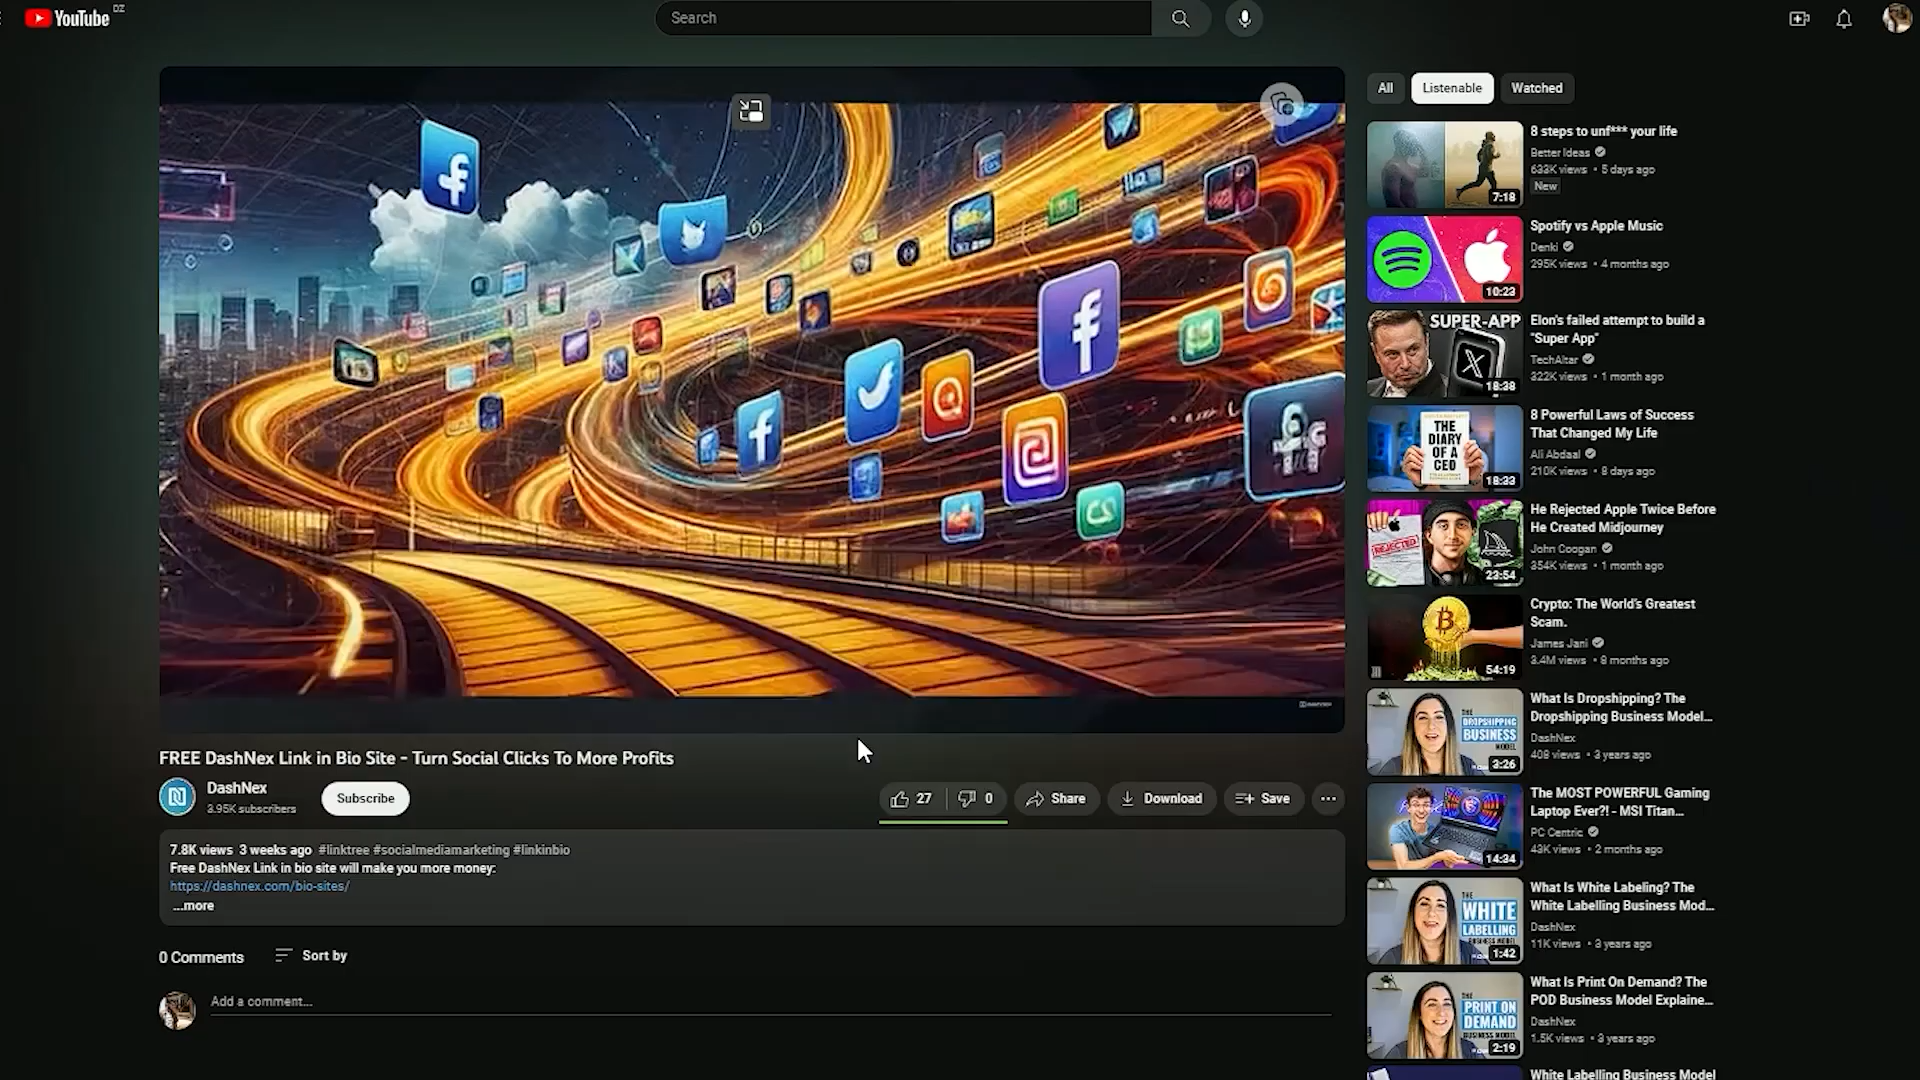 YouTube DZ
Search
All
Listenable
Watched
FREE DashNex Link in Bio Site - Turn Social Clicks To More Profits
DashNex
3.95K subscribers
Subscribe
27
0
Share
Download
Save
7.8K views 3 weeks ago #linktree #socialmediamarketing #linkinbio
Free DashNex Link in bio site will make you more money:
https://dashnex.com/bio-sites/
...more
0 Comments
Sort by
Add a comment...
7:18
8 steps to unf*** your life
Better Ideas
633K views • 5 days ago
New
10:23
Spotify vs Apple Music
Denki
295K views • 4 months ago
SUPER-APP
18:38
Elon's failed attempt to build a
"Super App"
TechAltar
322K views • 1 month ago
THE
DIARY
OF A
CEO
18:33
8 Powerful Laws of Success
That Changed My Life
Ali Abdaal
210K views • 8 days ago
REJECTED
23:54
He Rejected Apple Twice Before
He Created Midjourney
John Coogan
354K views • 1 month ago
54:19
Crypto: The World's Greatest
Scam.
James Jani
3.4M views • 8 months ago
THE
DROPSHIPPING
BUSINESS
MODEL
3:26
What Is Dropshipping? The
Dropshipping Business Model...
DashNex
408 views • 3 years ago
14:34
The MOST POWERFUL Gaming
Laptop Ever?! - MSI Titan...
PC Centric
43K views • 2 months ago
THE
WHITE
LABELLING
BUSINESS MODEL
1:42
What Is White Labeling? The
White Labelling Business Mod...
DashNex
11K views • 3 years ago
THE
PRINT ON
DEMAND
BUSINESS MODEL
2:19
What Is Print On Demand? The
POD Business Model Explaine...
DashNex
1.5K views • 3 years ago
White Labelling Business Model